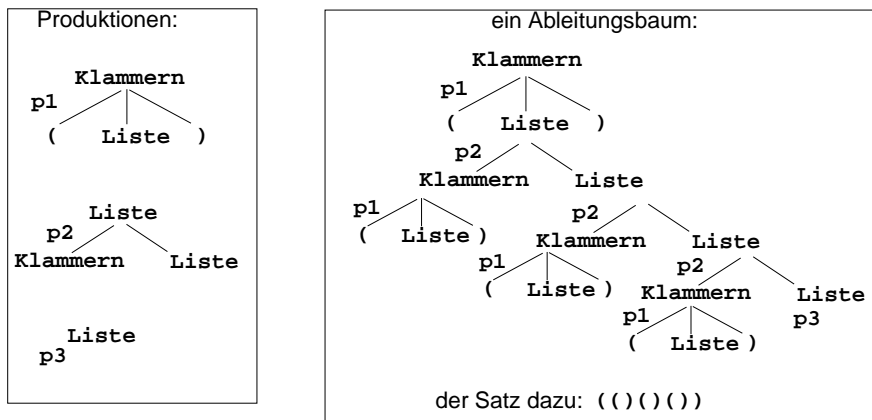 Produktionen:
Klammern
p1
( Liste )
Liste
p2
Klammern Liste
Liste
p3
ein Ableitungsbaum:
Klammern
p1
( Liste )
p2
Klammern Liste
p1 p2
( Liste ) Klammern Liste
p1 p2
( Liste ) Klammern Liste
p1 p3
( Liste )
der Satz dazu: (()()())